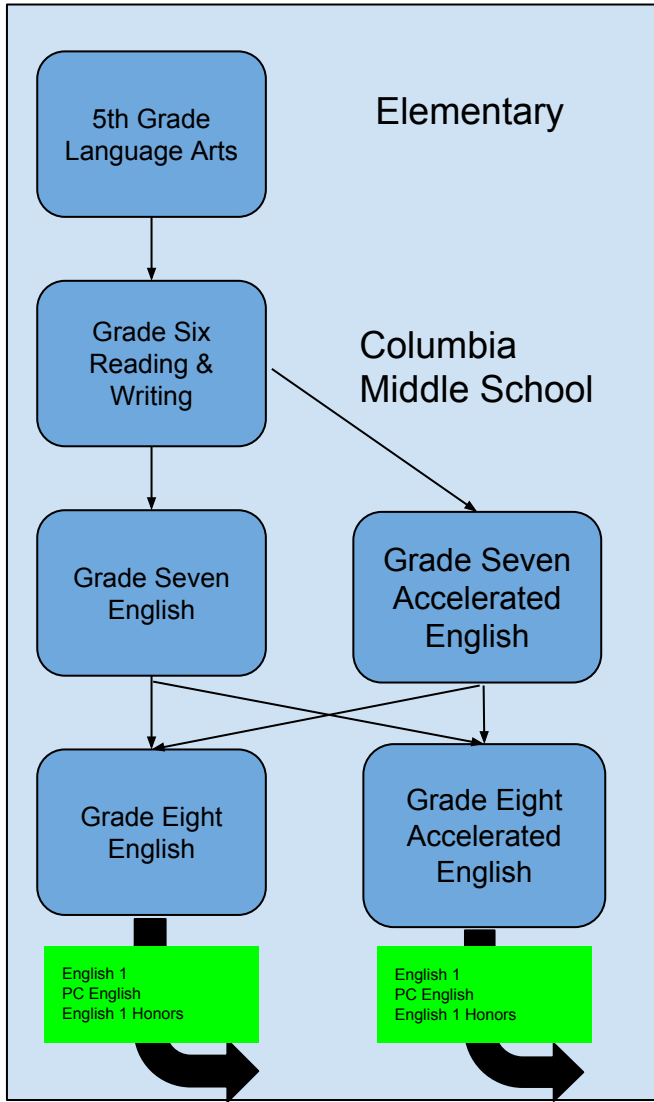 5th Grade
Language Arts
Elementary
Grade Six
Reading &
Writing
Columbia
Middle School
Grade Seven
English
Grade Seven
Accelerated
English
Grade Eight
English
Grade Eight
Accelerated
English
English 1
PC English
English 1 Honors
English 1
PC English
English 1 Honors